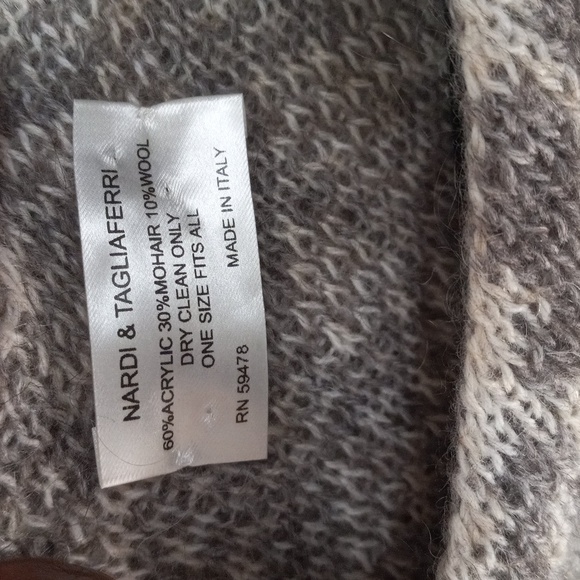 NARDI & TAGLIAFERRI
60%ACRYLIC 30%MOHAIR 10%WOOL
DRY CLEAN ONLY
ONE SIZE FITS ALL
RN 59478 MADE IN ITALY